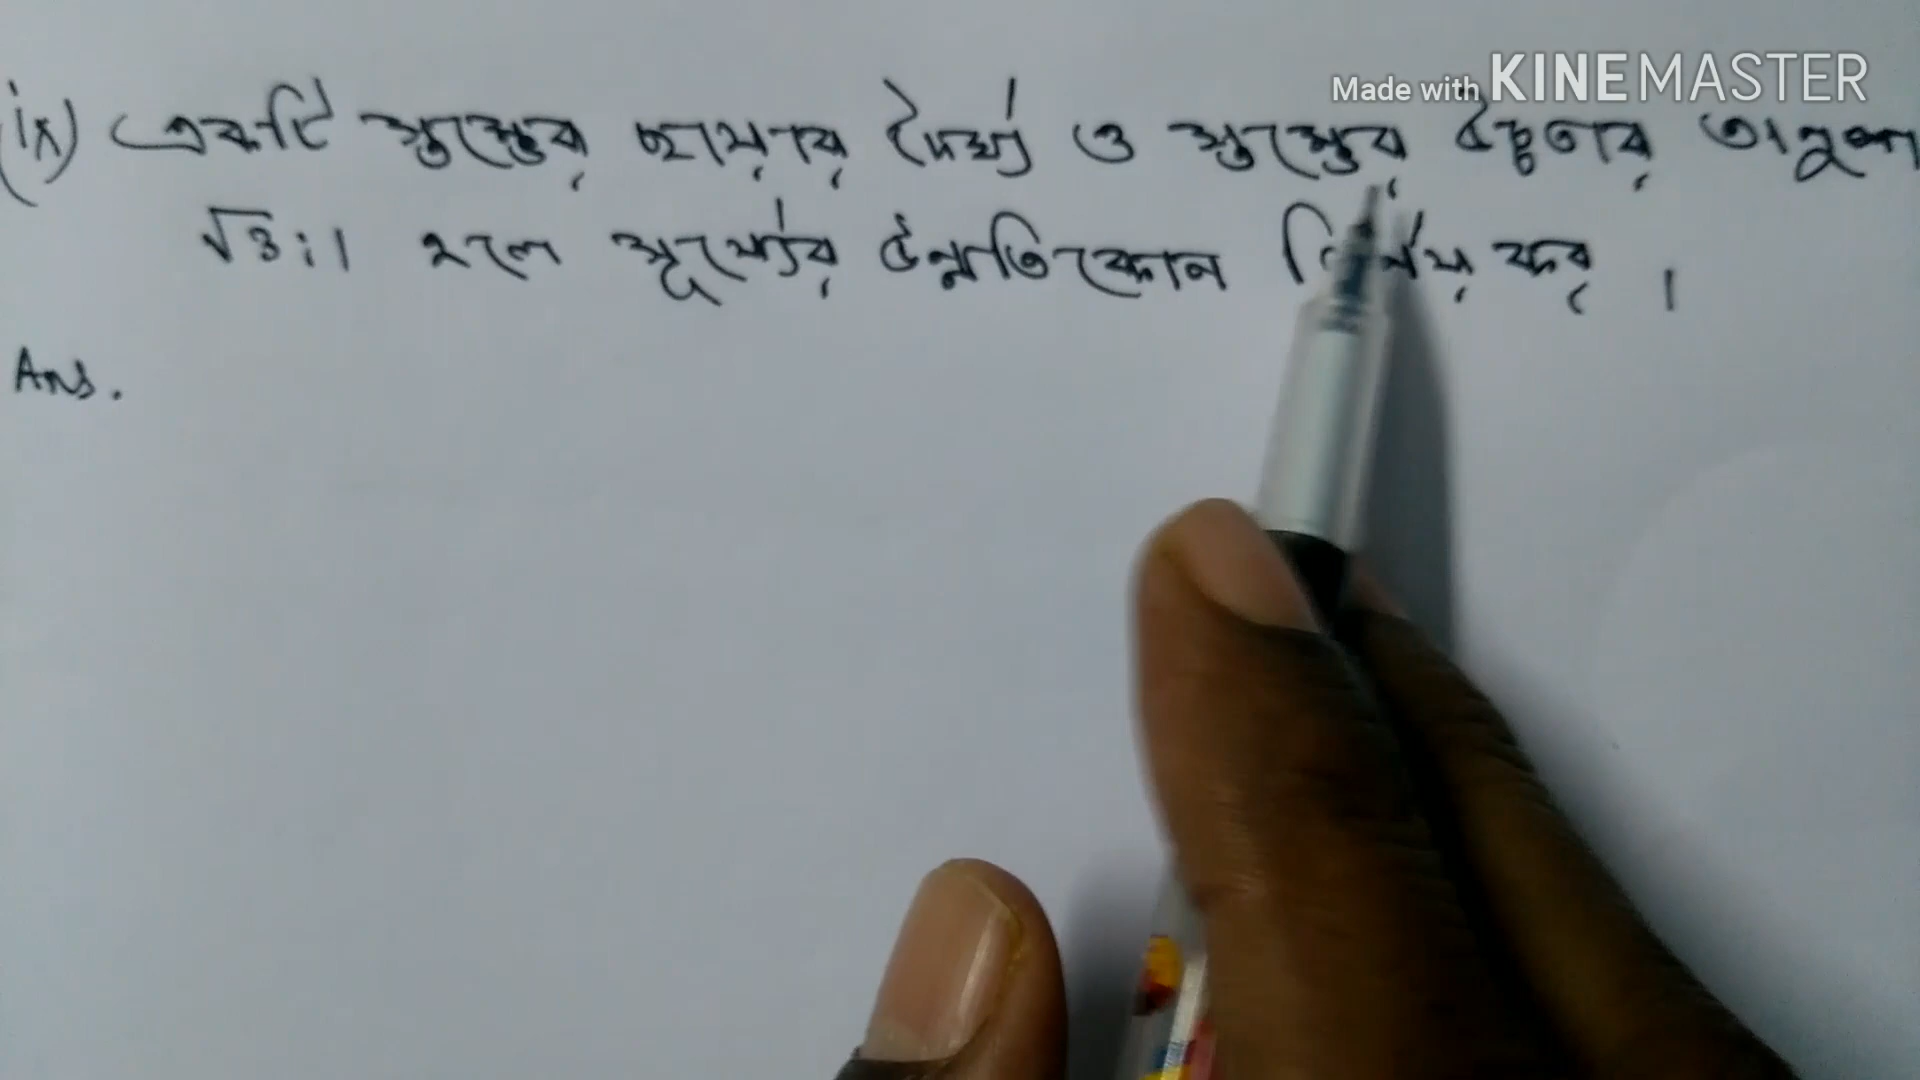 Made with KINEMASTER
ix) একটি স্তম্ভের ছায়ার দৈর্ঘ্য ও স্তম্ভের উচ্চতার অনুপা
√3:1 হলে সূর্য্যের উন্নতিকোন নির্ণয় কর ।
Ans.